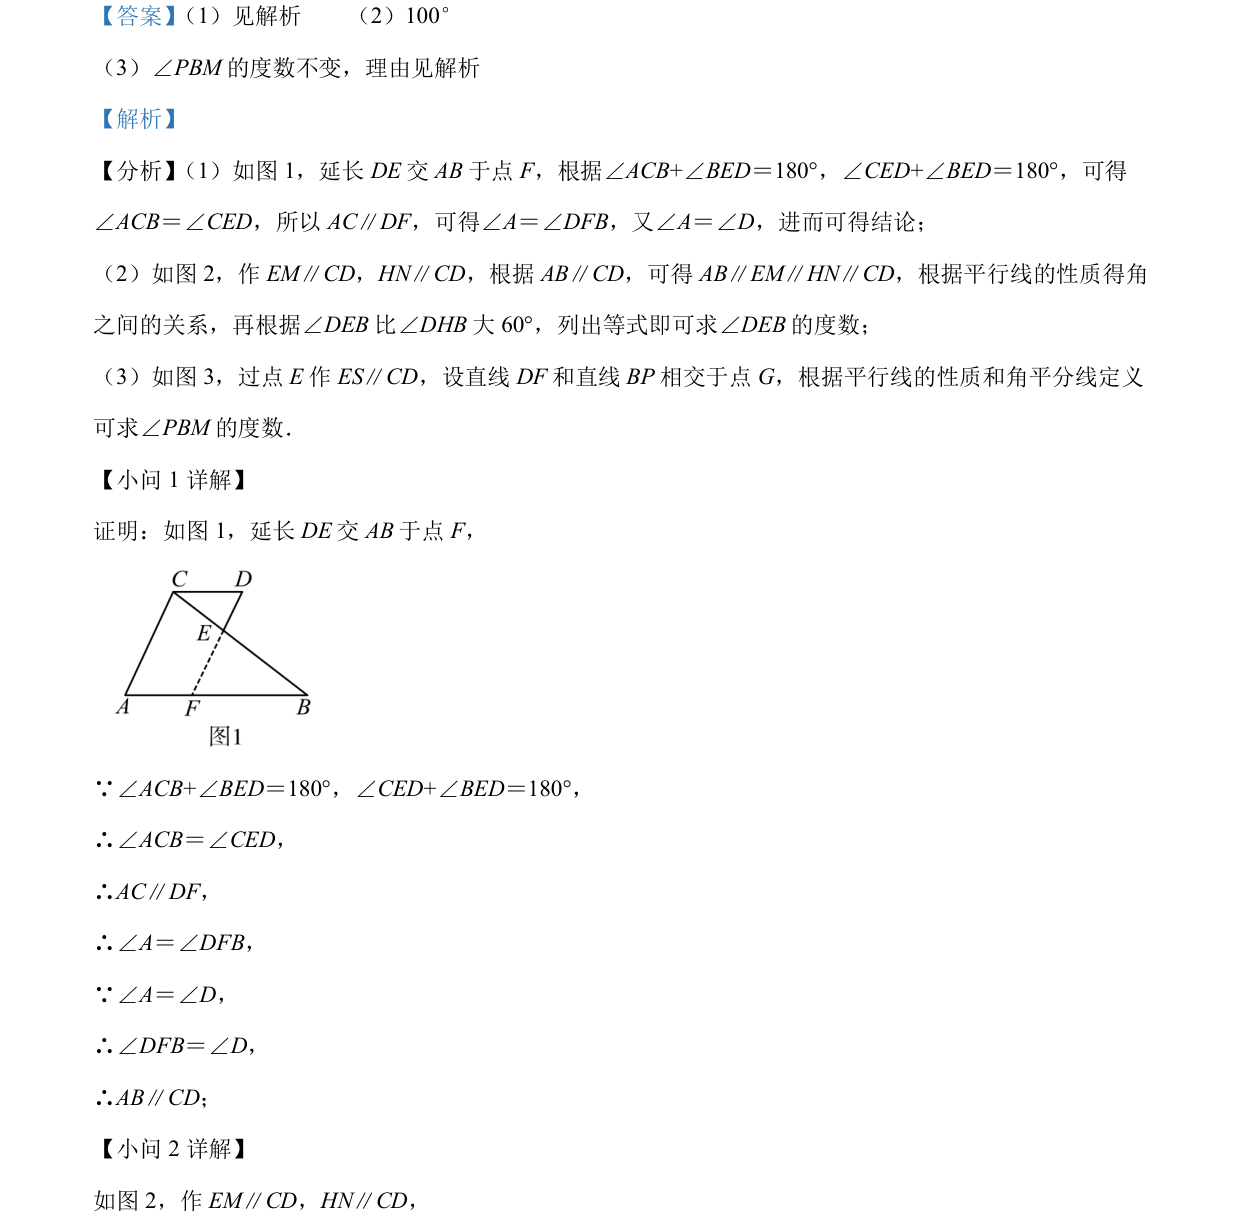 【答案】（1）见解析　　（2）100°
（3）∠PBM 的度数不变，理由见解析
【解析】
【分析】（1）如图 1，延长 DE 交 AB 于点 F，根据∠ACB+∠BED＝180°，∠CED+∠BED＝180°，可得
∠ACB＝∠CED，所以 AC∥DF，可得∠A＝∠DFB，又∠A＝∠D，进而可得结论；
（2）如图 2，作 EM∥CD，HN∥CD，根据 AB∥CD，可得 AB∥EM∥HN∥CD，根据平行线的性质得角
之间的关系，再根据∠DEB 比∠DHB 大 60°，列出等式即可求∠DEB 的度数；
（3）如图 3，过点 E 作 ES∥CD，设直线 DF 和直线 BP 相交于点 G，根据平行线的性质和角平分线定义
可求∠PBM 的度数．
【小问 1 详解】
证明：如图 1，延长 DE 交 AB 于点 F，
C D
E
A F B
图1
∵∠ACB+∠BED＝180°，∠CED+∠BED＝180°，
∴∠ACB＝∠CED，
∴AC∥DF，
∴∠A＝∠DFB，
∵∠A＝∠D，
∴∠DFB＝∠D，
∴AB∥CD；
【小问 2 详解】
如图 2，作 EM∥CD，HN∥CD，